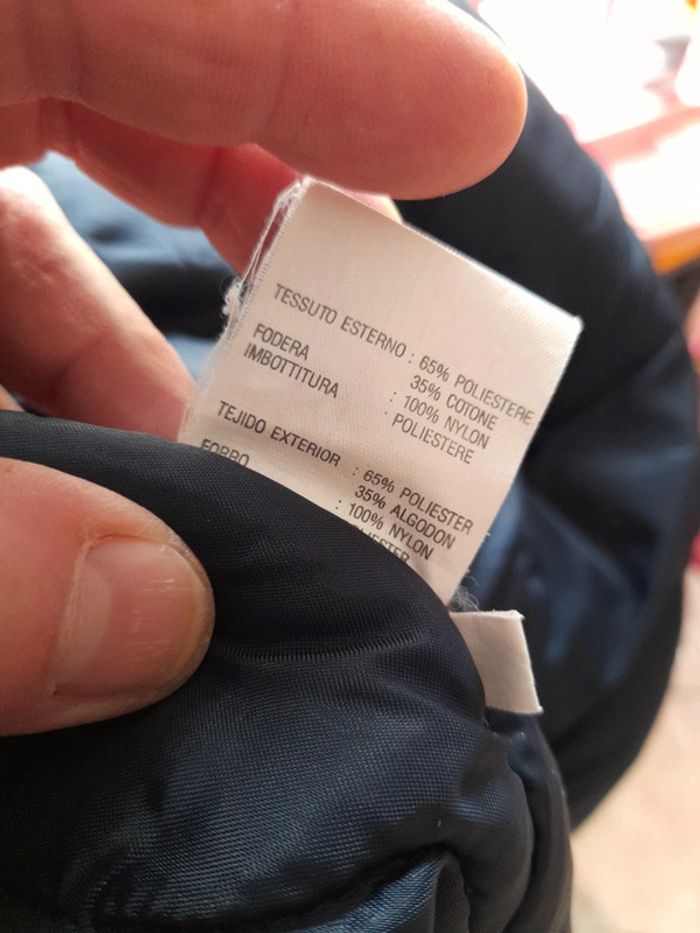 TESSUTO ESTERNO : 65% POLIESTERE
35% COTONE
FODERA : 100% NYLON
IMBOTTITURA : POLIESTERE
TEJIDO EXTERIOR : 65% POLIESTER
35% ALGODON
FORRO : 100% NYLON